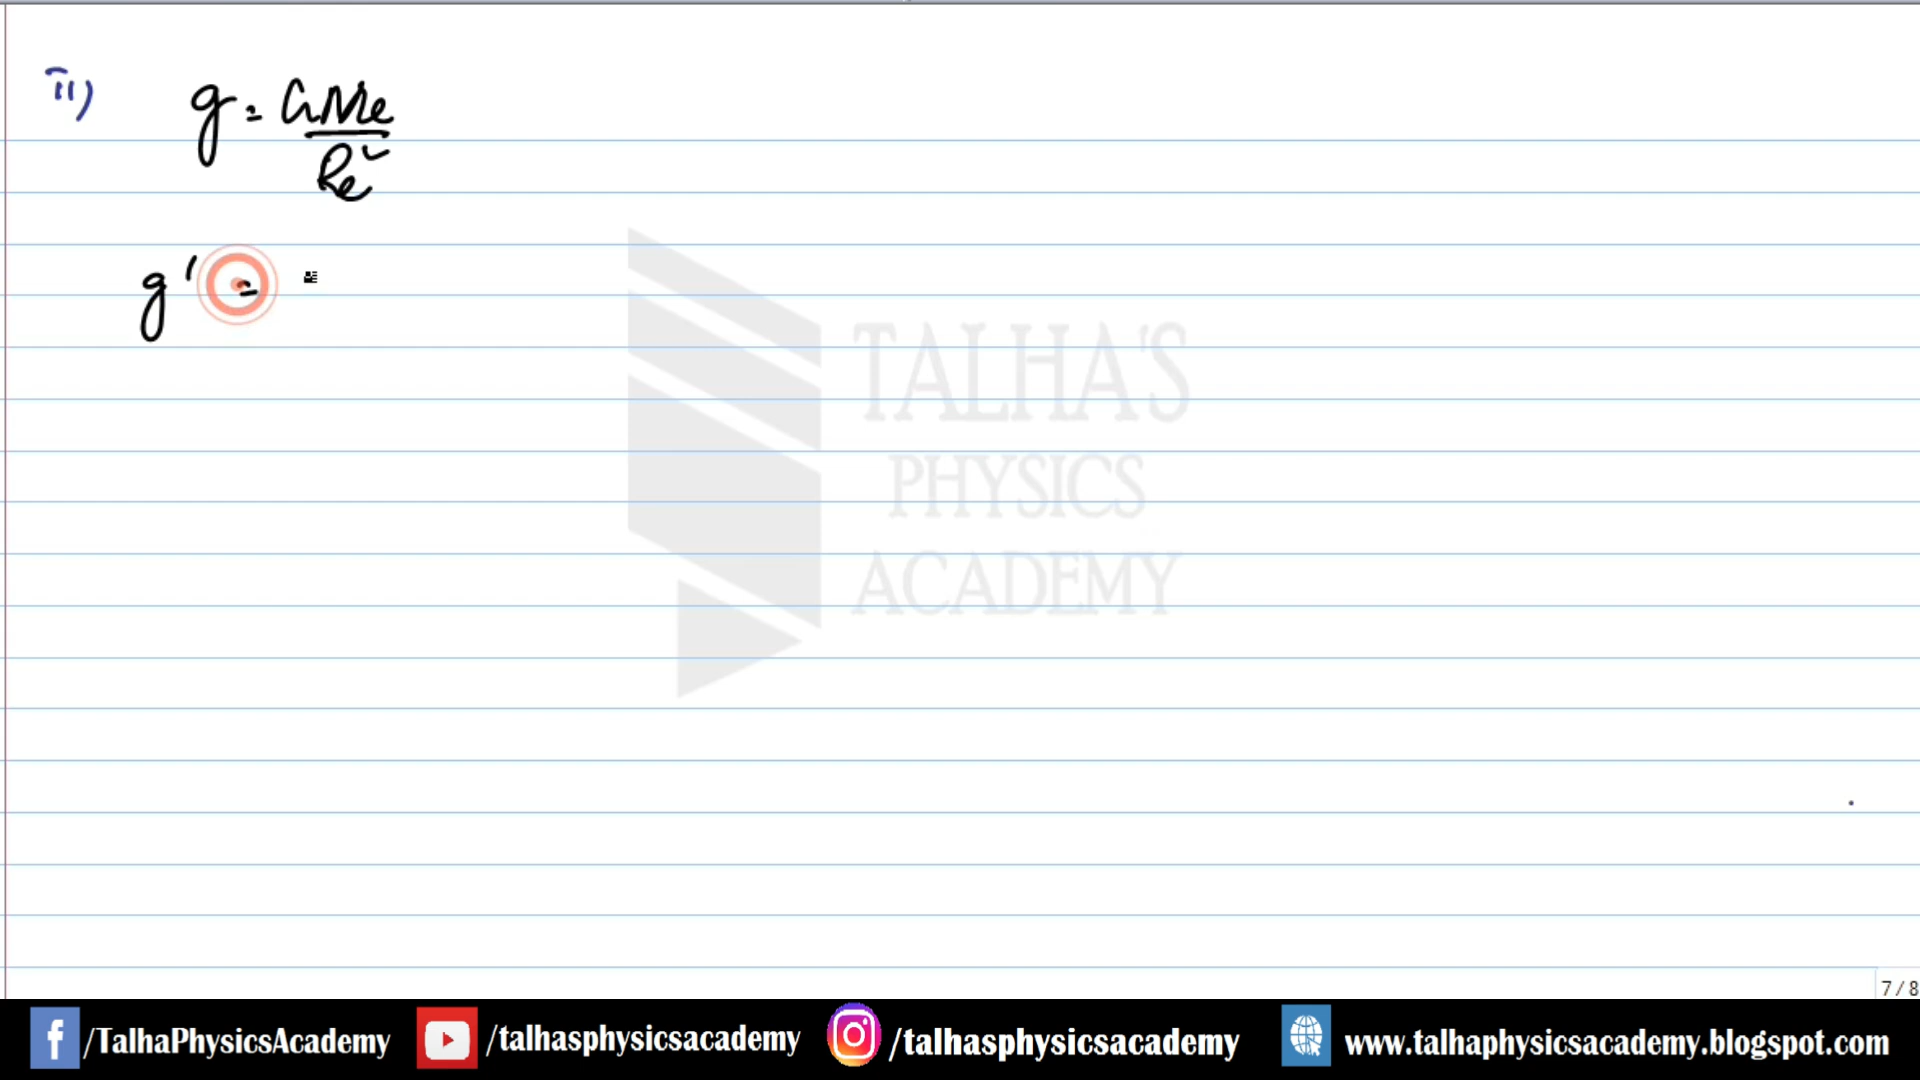 ii) g = GMe
Re²
g' =
TALHA'S
PHYSICS
ACADEMY
7 / 8
/TalhaPhysicsAcademy /talhasphysicsacademy /talhasphysicsacademy www.talhaphysicsacademy.blogspot.com